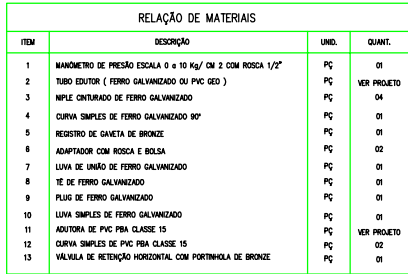 RELAÇÃO DE MATERIAIS
ITEM DESCRIÇÃO UNID. QUANT.
1 MANÔMETRO DE PRESÃO ESCALA 0 a 10 Kg/ CM 2 COM ROSCA 1/2" PÇ 01
2 TUBO EDUTOR ( FERRO GALVANIZADO OU PVC GEO ) PÇ VER PROJETO
3 NIPLE CINTURADO DE FERRO GALVANIZADO PÇ 04
4 CURVA SIMPLES DE FERRO GALVANIZADO 90° PÇ 01
5 REGISTRO DE GAVETA DE BRONZE PÇ 01
6 ADAPTADOR COM ROSCA E BOLSA PÇ 02
7 LUVA DE UNIÃO DE FERRO GALVANIZADO PÇ 01
8 TÊ DE FERRO GALVANIZADO PÇ 01
9 PLUG DE FERRO GALVANIZADO PÇ 01
10 LUVA SIMPLES DE FERRO GALVANIZADO PÇ 01
11 ADUTORA DE PVC PBA CLASSE 15 PÇ VER PROJETO
12 CURVA SIMPLES DE PVC PBA CLASSE 15 PÇ 02
13 VÁLVULA DE RETENÇÃO HORIZONTAL COM PORTINHOLA DE BRONZE PÇ 01